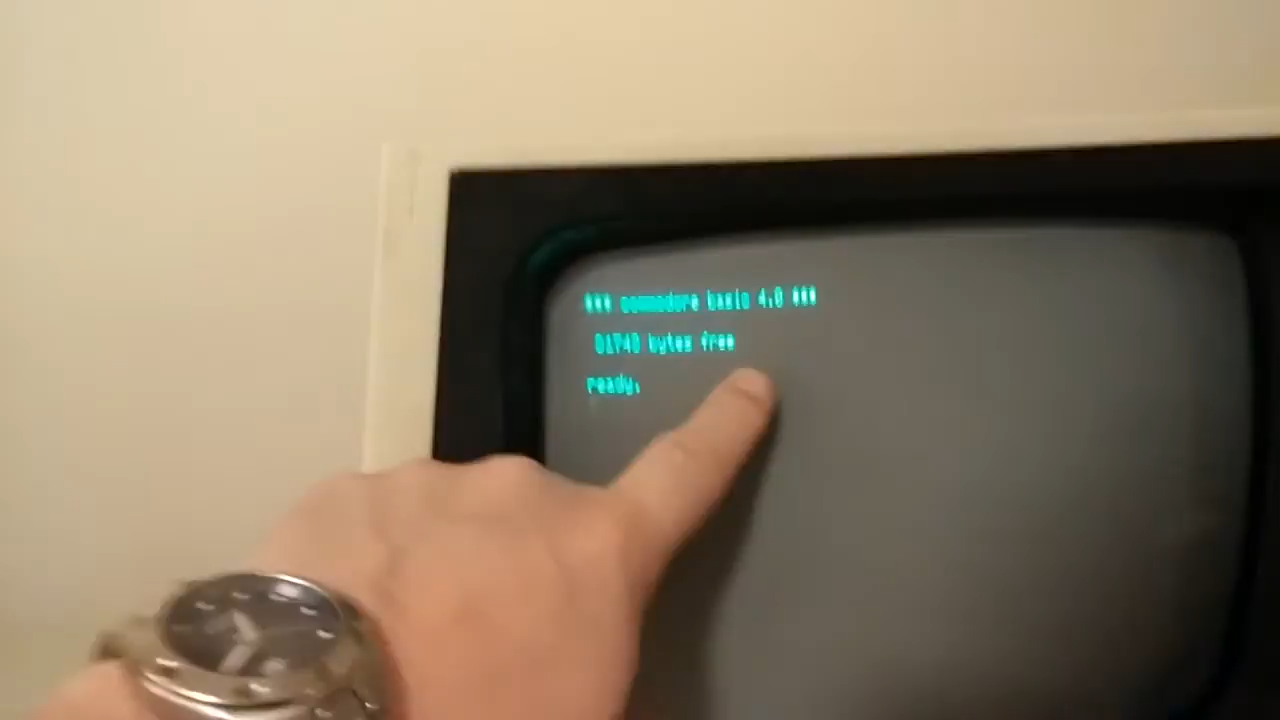 *** commodore basic 4.0 ***
bytes free
ready.